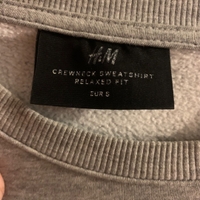 H&M
CREWNECK SWEATSHIRT
RELAXED FIT
EUR S